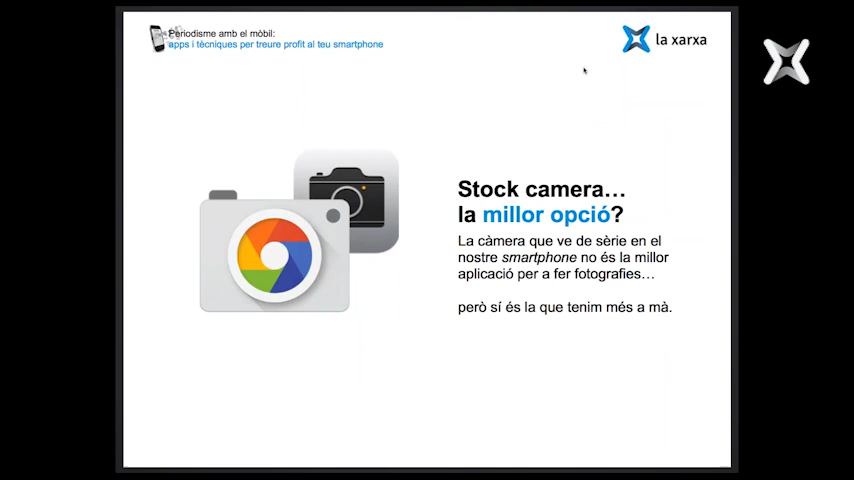 Periodisme amb el mòbil:
apps i tècniques per treure profit al teu smartphone
la xarxa
Stock camera...
la millor opció?
La càmera que ve de sèrie en el
nostre smartphone no és la millor
aplicació per a fer fotografies...
però sí és la que tenim més a mà.